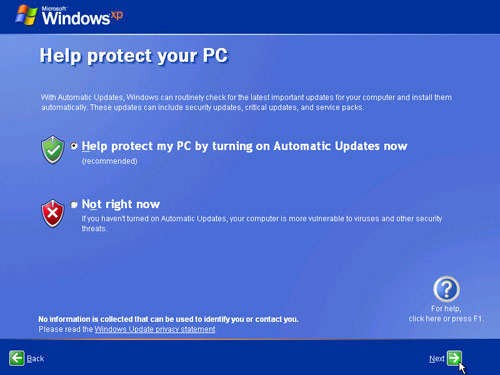 Microsoft
Windows xp
Help protect your PC
With Automatic Updates, Windows can routinely check for the latest important updates for your computer and install them
automatically. These updates can include security updates, critical updates, and service packs.
Help protect my PC by turning on Automatic Updates now
(recommended)
Not right now
If you haven't turned on Automatic Updates, your computer is more vulnerable to viruses and other security
threats.
For help,
click here or press F1.
No information is collected that can be used to identify you or contact you.
Please read the Windows Update privacy statement
Back
Next